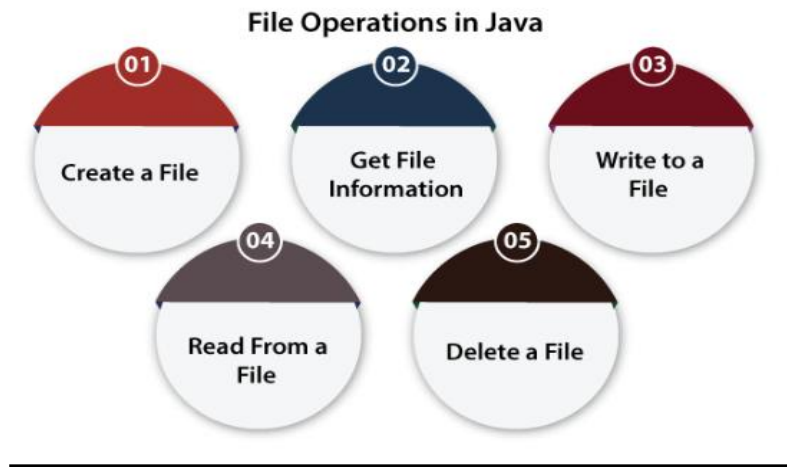 File Operations in Java
01
02
03
Create a File
Get File
Information
Write to a
File
04
05
Read From a
File
Delete a File